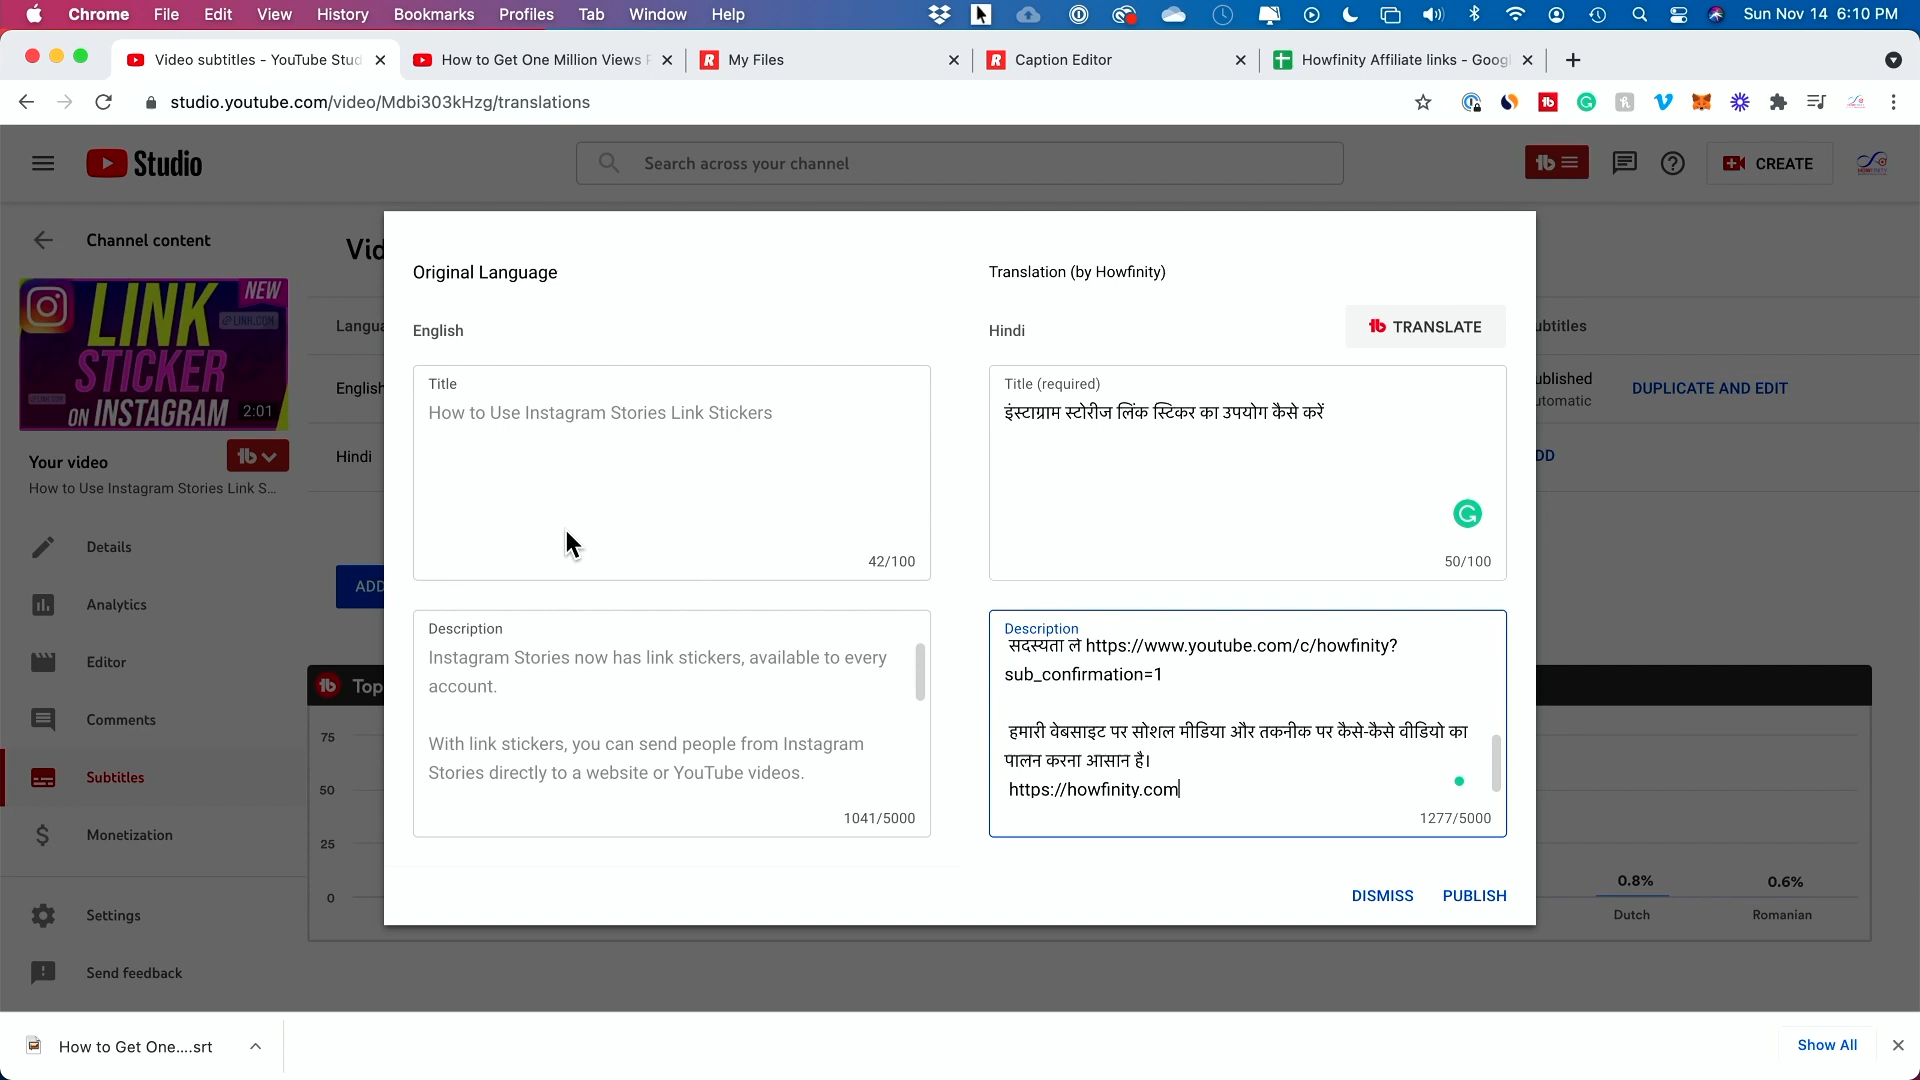 Chrome File Edit View History Bookmarks Profiles Tab Window Help Sun Nov 14 6:10 PM
Video subtitles - YouTube Stud
How to Get One Million Views
My Files
Caption Editor
Howfinity Affiliate links - Goog
studio.youtube.com/video/Mdbi303kHzg/translations
Studio
Search across your channel
CREATE
Channel content
Vid
NEW
LINK
LINK.COM
STICKER
ON INSTAGRAM
2:01
Your video
How to Use Instagram Stories Link S...
Details
Analytics
Editor
Comments
Subtitles
Monetization
Settings
Send feedback
Langua
English
Hindi
ADD
ubtitles
ublished
utomatic
DUPLICATE AND EDIT
DD
Original Language
English
Title
How to Use Instagram Stories Link Stickers
42/100
Description
Instagram Stories now has link stickers, available to every
account.
With link stickers, you can send people from Instagram
Stories directly to a website or YouTube videos.
1041/5000
Translation (by Howfinity)
Hindi
TRANSLATE
Title (required)
इंस्टाग्राम स्टोरीज लिंक स्टिकर का उपयोग कैसे करें
50/100
Description
सदस्यता लें https://www.youtube.com/c/howfinity?
sub_confirmation=1
हमारी वेबसाइट पर सोशल मीडिया और तकनीक पर कैसे-कैसे वीडियो का
पालन करना आसान है।
https://howfinity.com
1277/5000
DISMISS PUBLISH
Top
75
50
25
0
0.8%
0.6%
Dutch
Romanian
How to Get One....srt
Show All